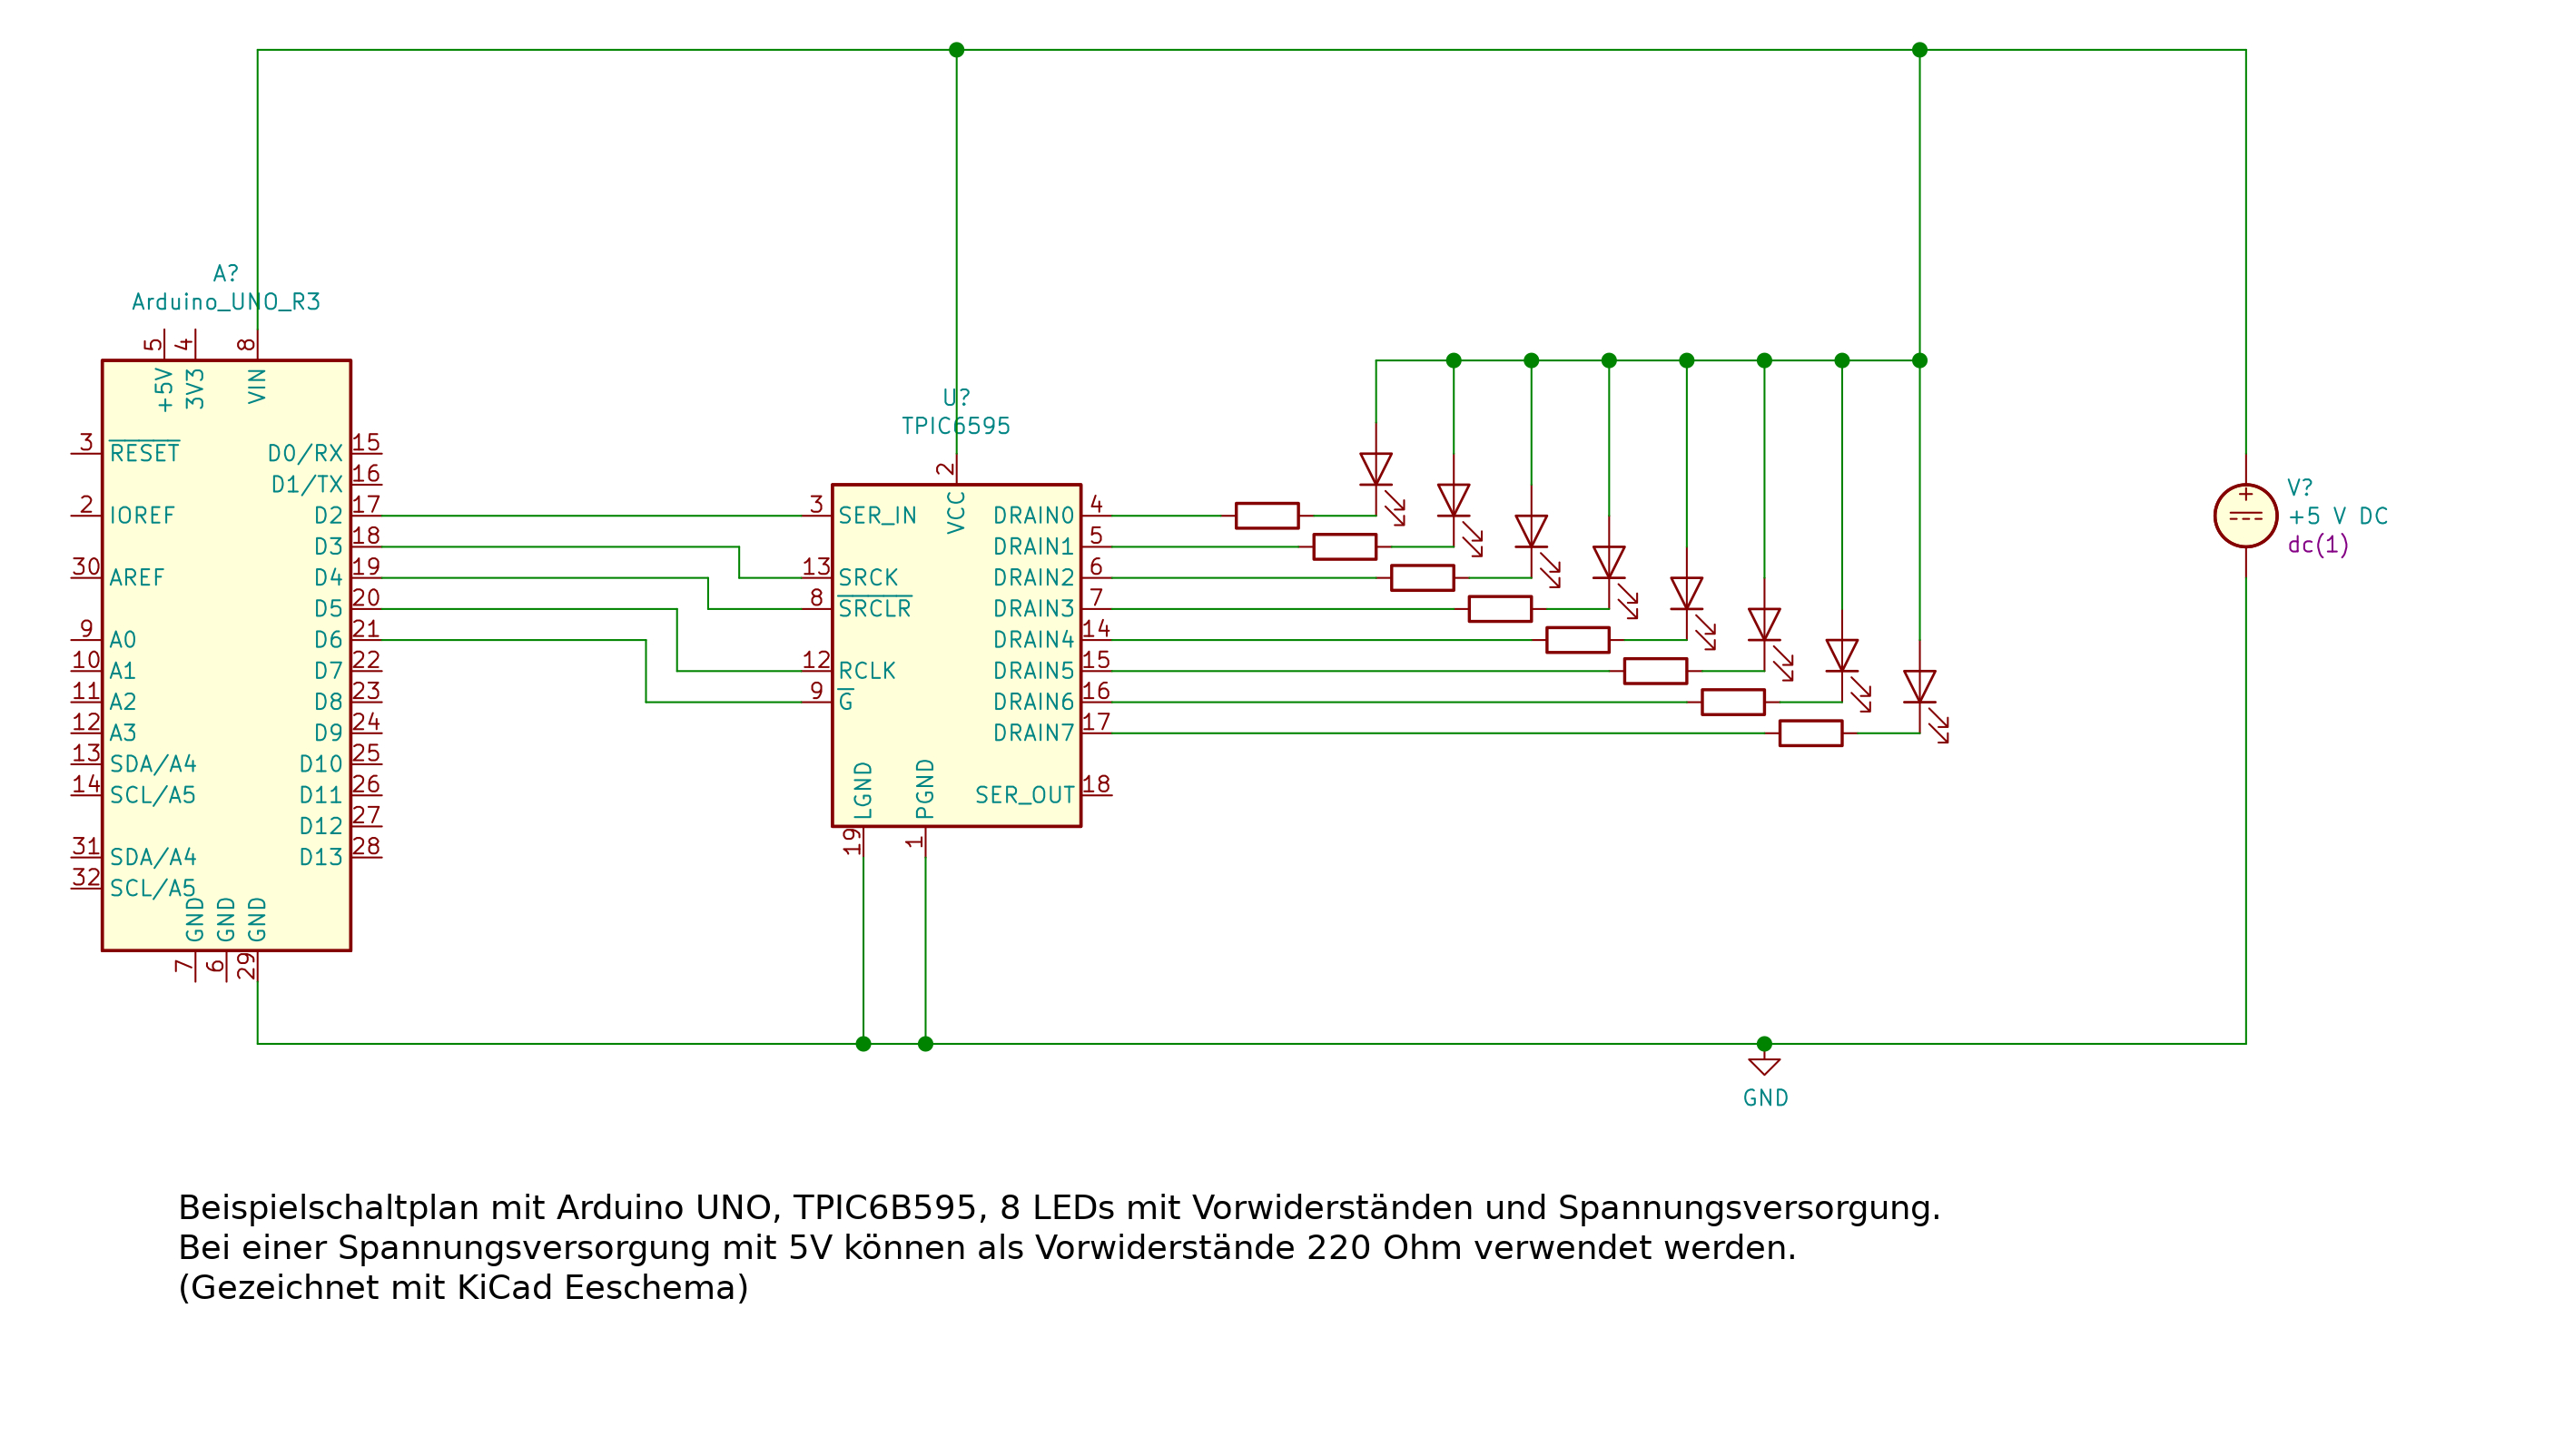 A?
Arduino_UNO_R3
5
4
8
+5V
3V3
VIN
3
RESET
2
IOREF
30
AREF
9
A0
10
A1
11
A2
12
A3
13
SDA/A4
14
SCL/A5
31
SDA/A4
32
SCL/A5
GND
GND
GND
7
6
29
D0/RX
15
D1/TX
16
D2
17
D3
18
D4
19
D5
20
D6
21
D7
22
D8
23
D9
24
D10
25
D11
26
D12
27
D13
28
U?
TPIC6595
2
VCC
3
SER_IN
13
SRCK
8
SRCLR
12
RCLK
9
G
LGND
PGND
19
1
DRAIN0
4
DRAIN1
5
DRAIN2
6
DRAIN3
7
DRAIN4
14
DRAIN5
15
DRAIN6
16
DRAIN7
17
SER_OUT
18
V?
+5 V DC
dc(1)
GND
Beispielschaltplan mit Arduino UNO, TPIC6B595, 8 LEDs mit Vorwiderständen und Spannungsversorgung.
Bei einer Spannungsversorgung mit 5V können als Vorwiderstände 220 Ohm verwendet werden.
(Gezeichnet mit KiCad Eeschema)